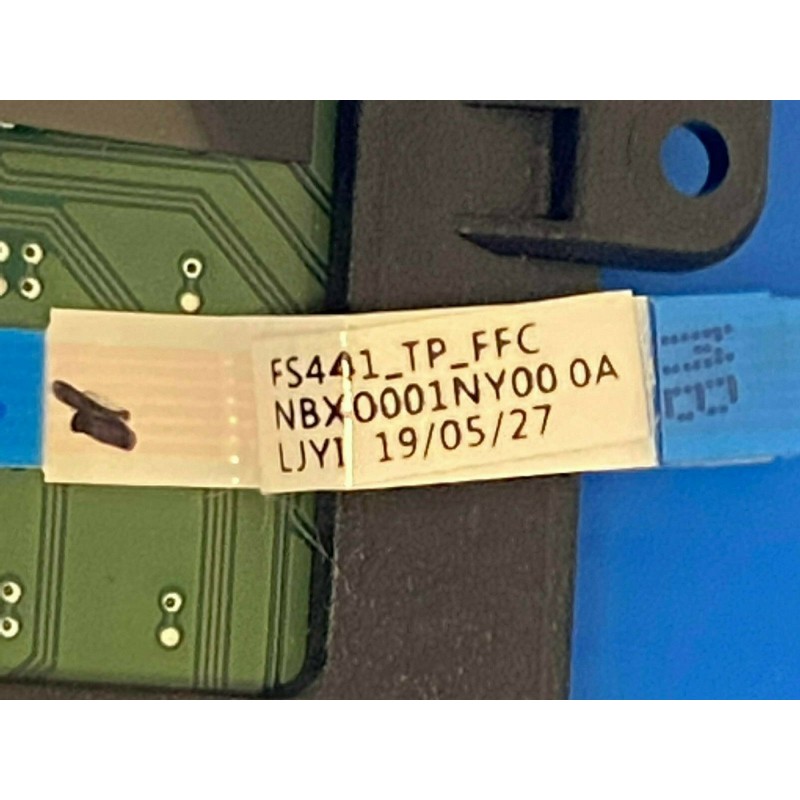 FS441_TP_FFC
NBX0001NY00 0A
LJYI 19/05/27